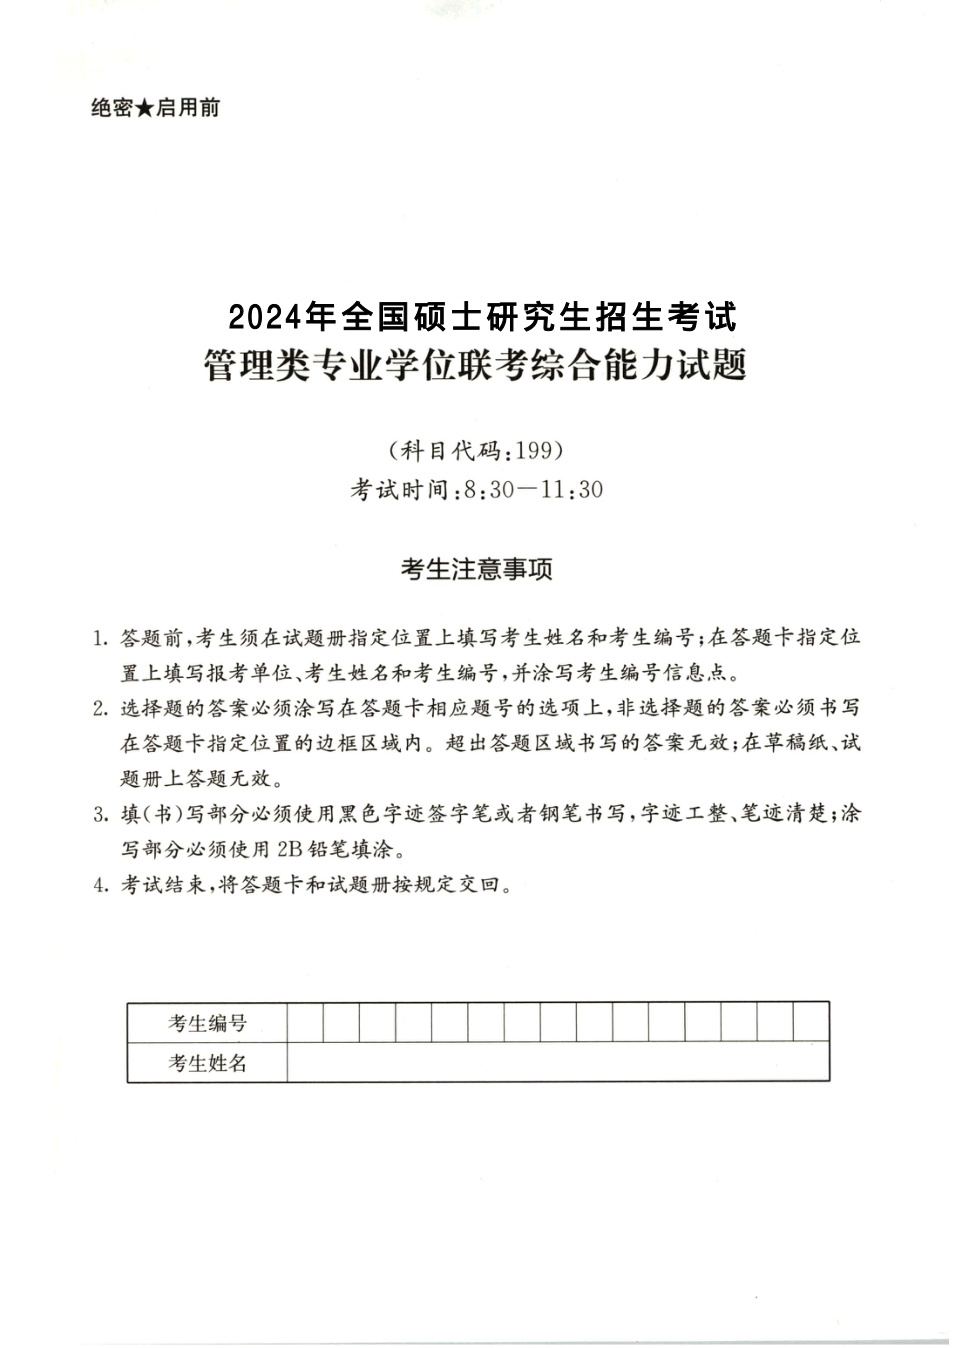 绝密★启用前
2024年全国硕士研究生招生考试
管理类专业学位联考综合能力试题
(科目代码:199)
考试时间:8:30—11:30
考生注意事项
1. 答题前,考生须在试题册指定位置上填写考生姓名和考生编号;在答题卡指定位
置上填写报考单位、考生姓名和考生编号,并涂写考生编号信息点。
2. 选择题的答案必须涂写在答题卡相应题号的选项上,非选择题的答案必须书写
在答题卡指定位置的边框区域内。超出答题区域书写的答案无效;在草稿纸、试
题册上答题无效。
3. 填(书)写部分必须使用黑色字迹签字笔或者钢笔书写,字迹工整、笔迹清楚;涂
写部分必须使用 2B 铅笔填涂。
4. 考试结束,将答题卡和试题册按规定交回。
考生编号
考生姓名